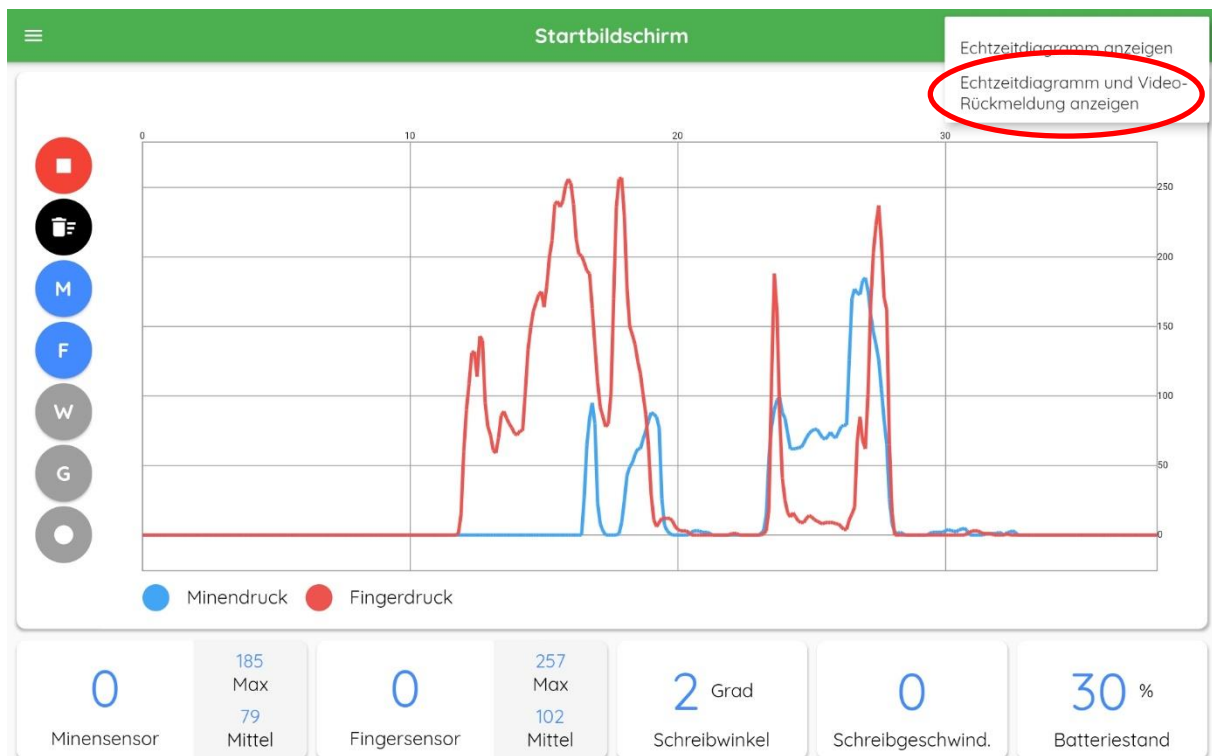 Startbildschirm
Echtzeitdiagramm anzeigen
Echtzeitdiagramm und Video-
Rückmeldung anzeigen
0 10 20 30
250
200
150
100
50
0
M
F
W
G
Minendruck Fingerdruck
0
Minensensor
185
Max
79
Mittel
0
Fingersensor
257
Max
102
Mittel
2 Grad
Schreibwinkel
0
Schreibgeschwind.
30 %
Batteriestand